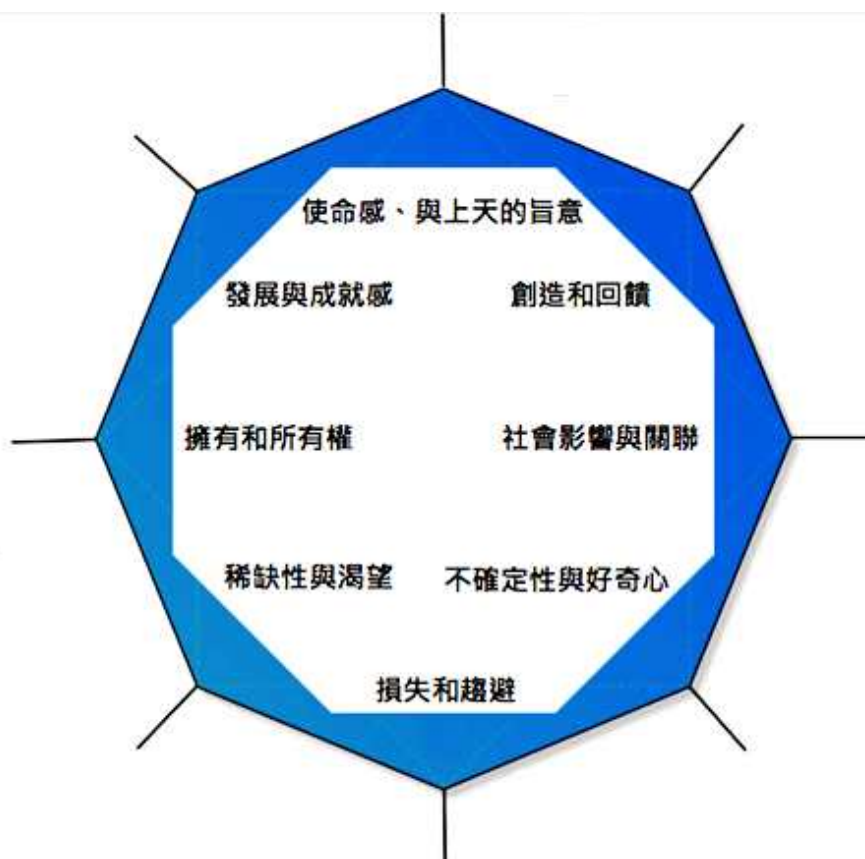 使命感、與上天的旨意
發展與成就感
創造和回饋
擁有和所有權
社會影響與關聯
稀缺性與渴望
不確定性與好奇心
損失和趨避